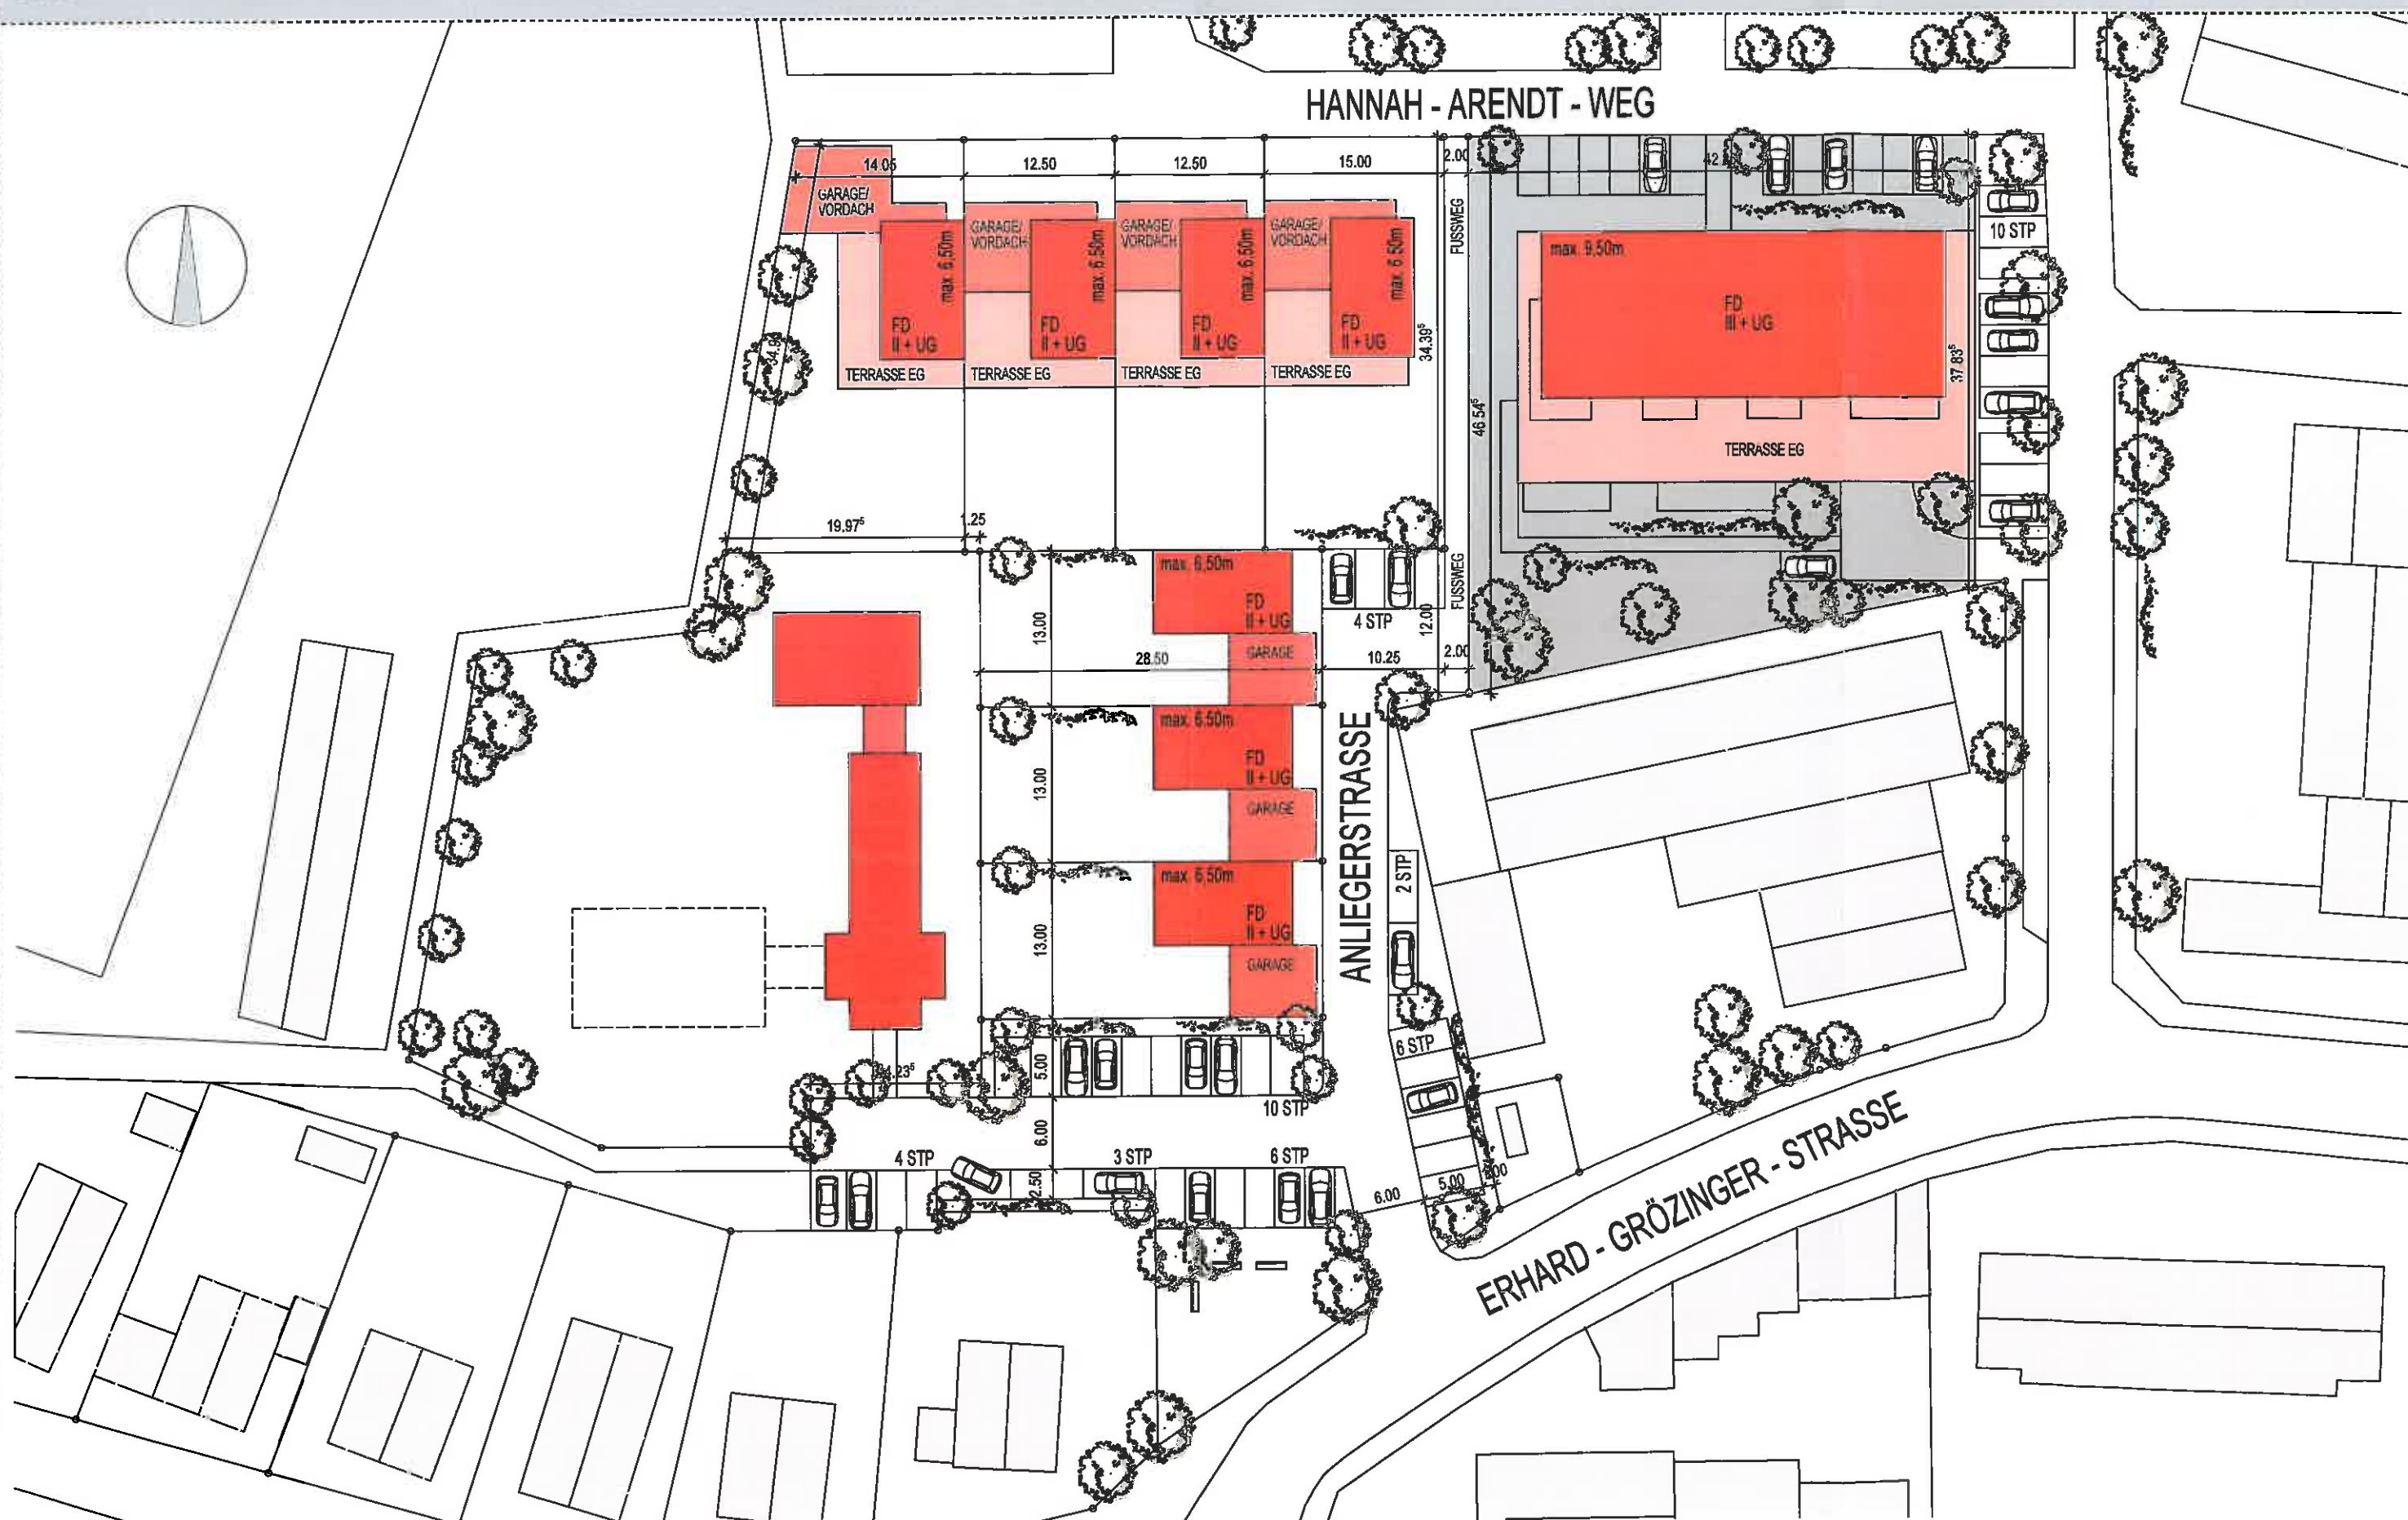 HANNAH - ARENDT - WEG
14.05
12.50
12.50
15.00
2.00
GARAGE/
VORDACH
GARAGE/
VORDACH
GARAGE/
VORDACH
GARAGE/
VORDACH
max. 6,50m
max. 6,50m
max. 6,50m
max. 6,50m
FD
II + UG
FD
II + UG
FD
II + UG
FD
II + UG
TERRASSE EG
TERRASSE EG
TERRASSE EG
TERRASSE EG
34.39⁵
FUSSWEG
46.54⁵
max. 9,50m
FD
III + UG
TERRASSE EG
37.83⁵
10 STP
19.97⁵
1.25
max. 6,50m
FD
II + UG
GARAGE
4 STP
12.00
FUSSWEG
13.00
28.50
10.25
2.00
max. 6,50m
FD
II + UG
GARAGE
13.00
max. 6,50m
FD
II + UG
GARAGE
13.00
ANLIEGERSTRASSE
2 STP
6 STP
5.00
10 STP
6.00
4 STP
3 STP
6 STP
2.50
6.00
5.00
ERHARD - GRÖZINGER - STRASSE